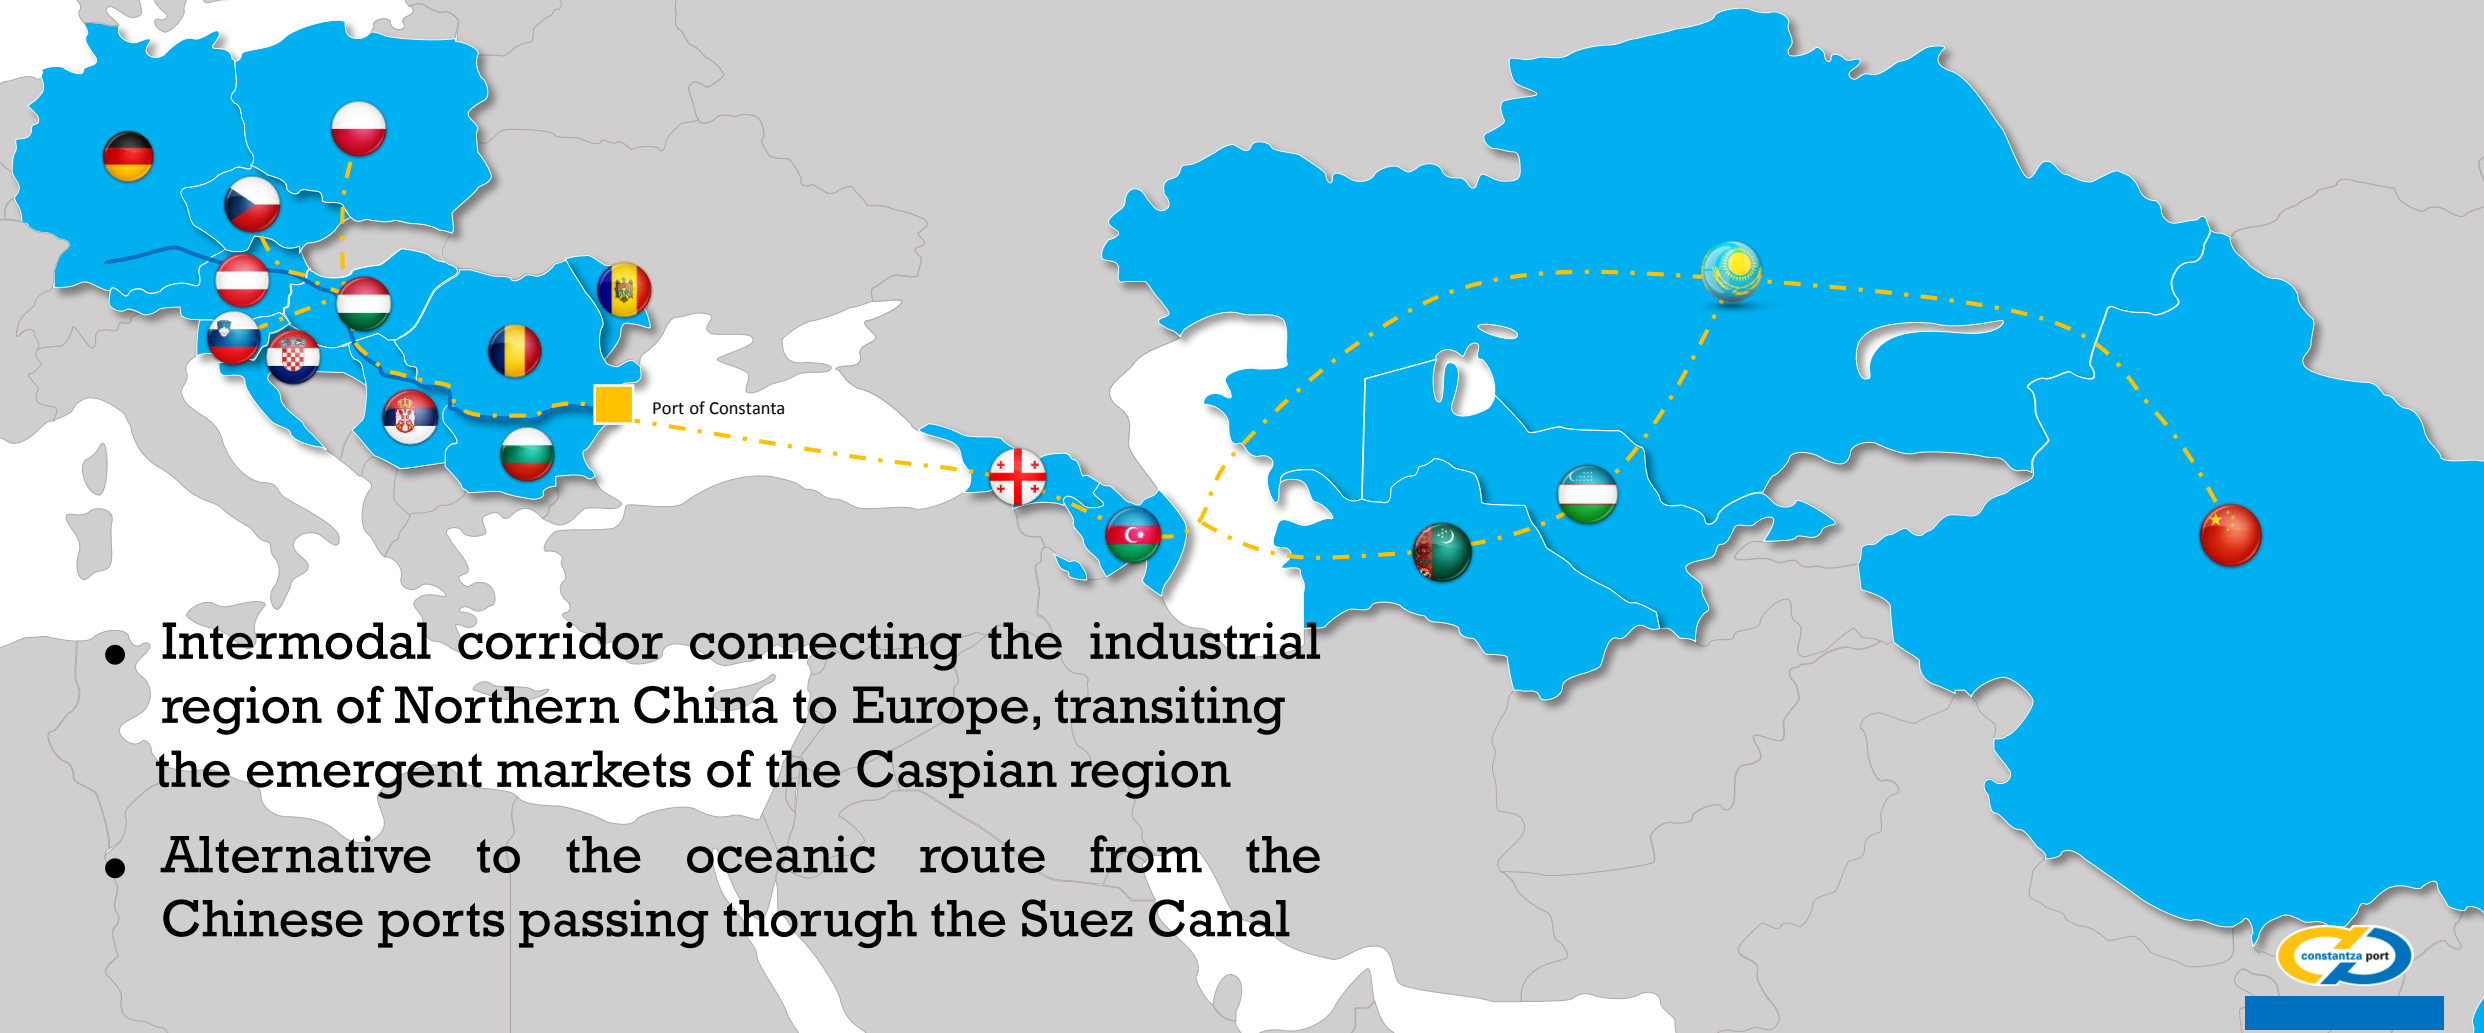 Port of Constanta
• Intermodal corridor connecting the industrial
region of Northern China to Europe, transiting
the emergent markets of the Caspian region
• Alternative to the oceanic route from the
Chinese ports passing thorugh the Suez Canal
constantza port